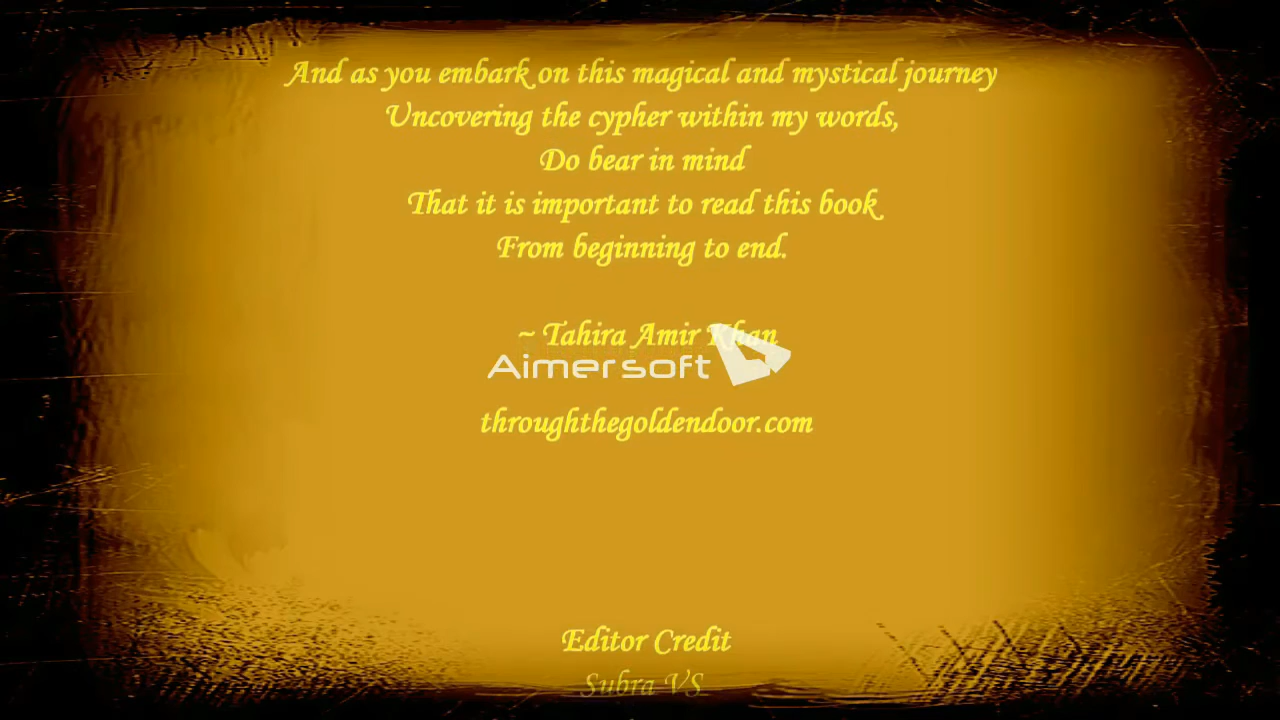 And as you embark on this magical and mystical journey
Uncovering the cypher within my words,
Do bear in mind
That it is important to read this book
From beginning to end.
~ Tahira Amir Khan
Aimersoft
throughthegoldendoor.com
Editor Credit
Subra VS